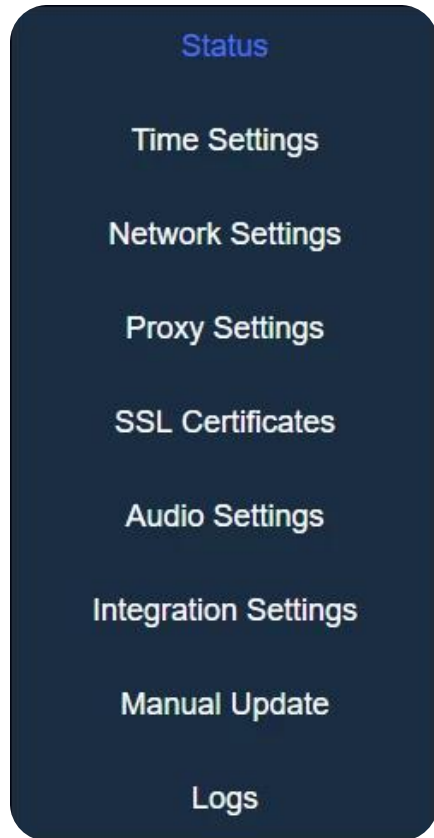 Status
Time Settings
Network Settings
Proxy Settings
SSL Certificates
Audio Settings
Integration Settings
Manual Update
Logs